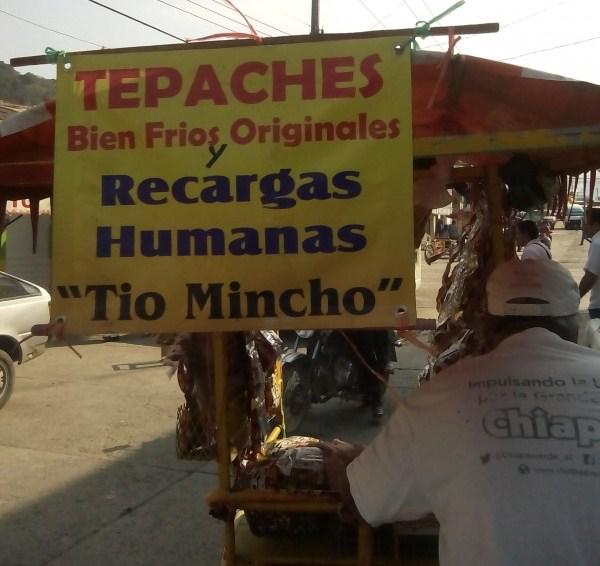 TEPACHES
Bien Frios Originales
y
Recargas
Humanas
"Tio Mincho"
Impulsando la
Chiap